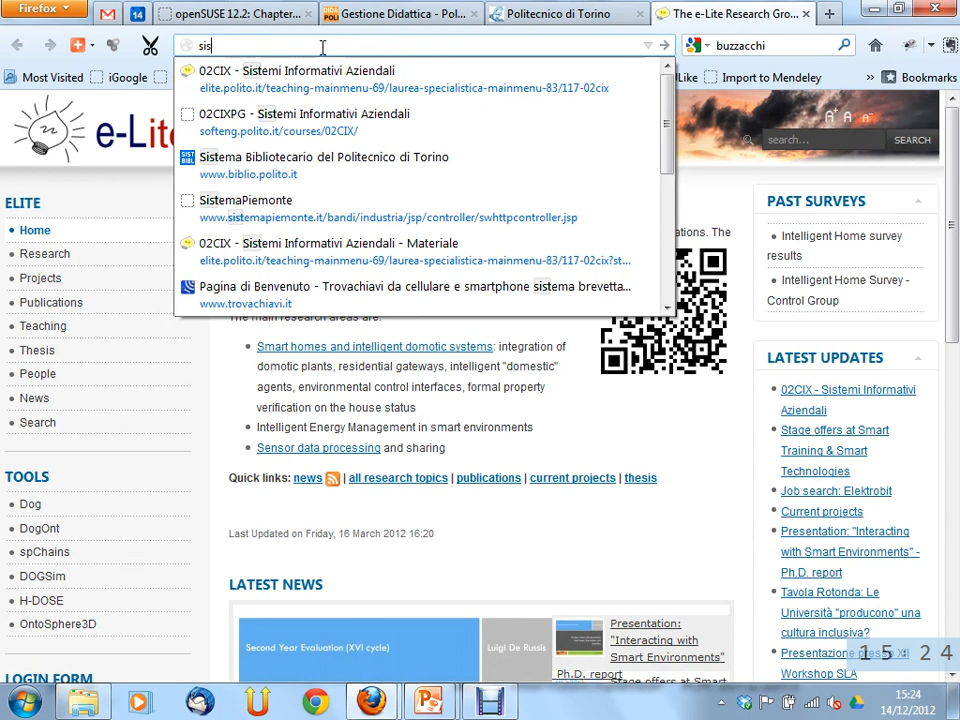 Firefox
14
openSUSE 12.2: Chapter...
Gestione Didattica - Pol...
Politecnico di Torino
The e-Lite Research Gro...
sis
buzzacchi
Most Visited
iGoogle
Like
Import to Mendeley
Bookmarks
02CIX - Sistemi Informativi Aziendali
elite.polito.it/teaching-mainmenu-69/laurea-specialistica-mainmenu-83/117-02cix
02CIXPG - Sistemi Informativi Aziendali
softeng.polito.it/courses/02CIX/
Sistema Bibliotecario del Politecnico di Torino
www.biblio.polito.it
SistemaPiemonte
www.sistemapiemonte.it/bandi/industria/jsp/controller/swhttpcontroller.jsp
02CIX - Sistemi Informativi Aziendali - Materiale
elite.polito.it/teaching-mainmenu-69/laurea-specialistica-mainmenu-83/117-02cix?st...
Pagina di Benvenuto - Trovachiavi da cellulare e smartphone sistema brevetta...
www.trovachiavi.it
e-Lite
A A A
search...
SEARCH
ELITE
Home
Research
Projects
Publications
Teaching
Thesis
People
News
Search
TOOLS
Dog
DogOnt
spChains
DOGSim
H-DOSE
OntoSphere3D
LOGIN FORM
ations. The
The main research areas are:
Smart homes and intelligent domotic systems: integration of
domotic plants, residential gateways, intelligent "domestic"
agents, environmental control interfaces, formal property
verification on the house status
Intelligent Energy Management in smart environments
Sensor data processing and sharing
Quick links: news | all research topics | publications | current projects | thesis
Last Updated on Friday, 16 March 2012 16:20
LATEST NEWS
Second Year Evaluation (XVI cycle)
Luigi De Russis
Presentation:
"Interacting with
Smart Environments"
- Ph.D. report
Stage offers at Smart
PAST SURVEYS
Intelligent Home survey
results
Intelligent Home Survey -
Control Group
LATEST UPDATES
02CIX - Sistemi Informativi
Aziendali
Stage offers at Smart
Training & Smart
Technologies
Job search: Elektrobit
Current projects
Presentation: "Interacting
with Smart Environments" -
Ph.D. report
Tavola Rotonda: Le
Università "producono" una
cultura inclusiva?
Presentazione presso XI
Workshop SLA
15:24
15:24
14/12/2012